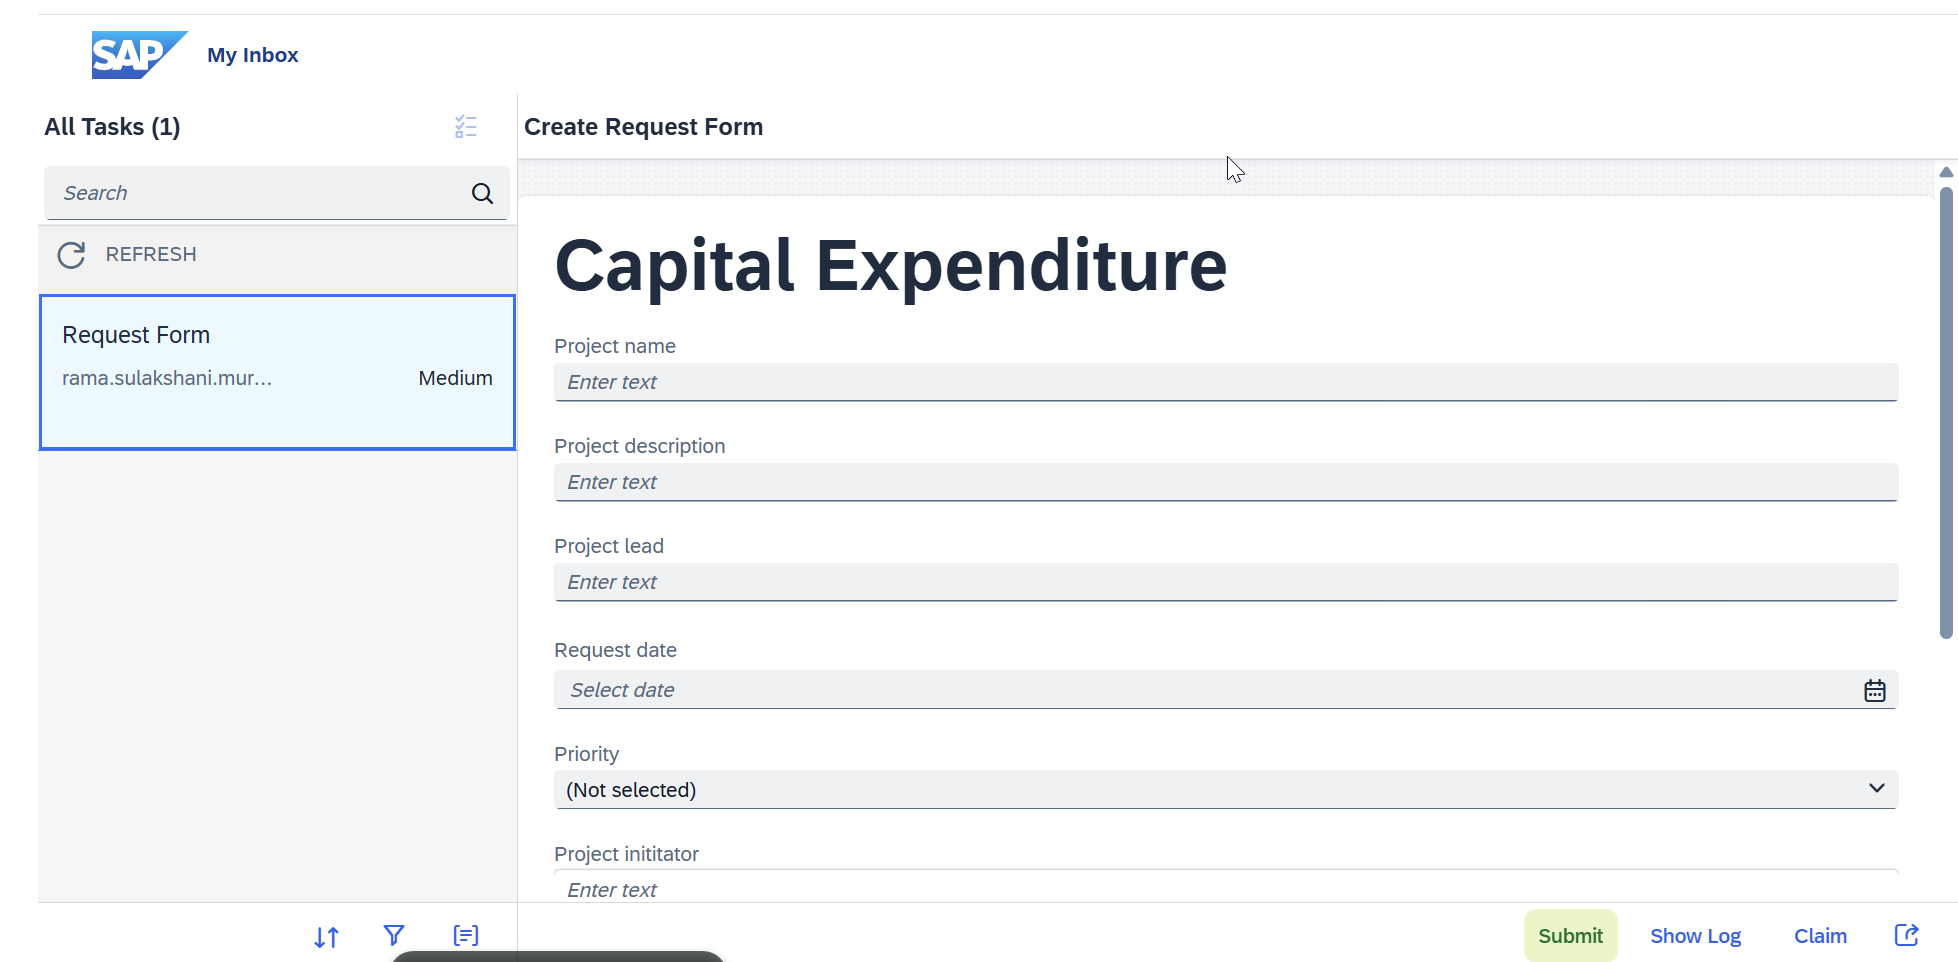 SAP My Inbox
All Tasks (1)
Search
REFRESH
Request Form
rama.sulakshani.mur... Medium
Create Request Form
Capital Expenditure
Project name
Enter text
Project description
Enter text
Project lead
Enter text
Request date
Select date
Priority
(Not selected)
Project inititator
Enter text
Submit Show Log Claim